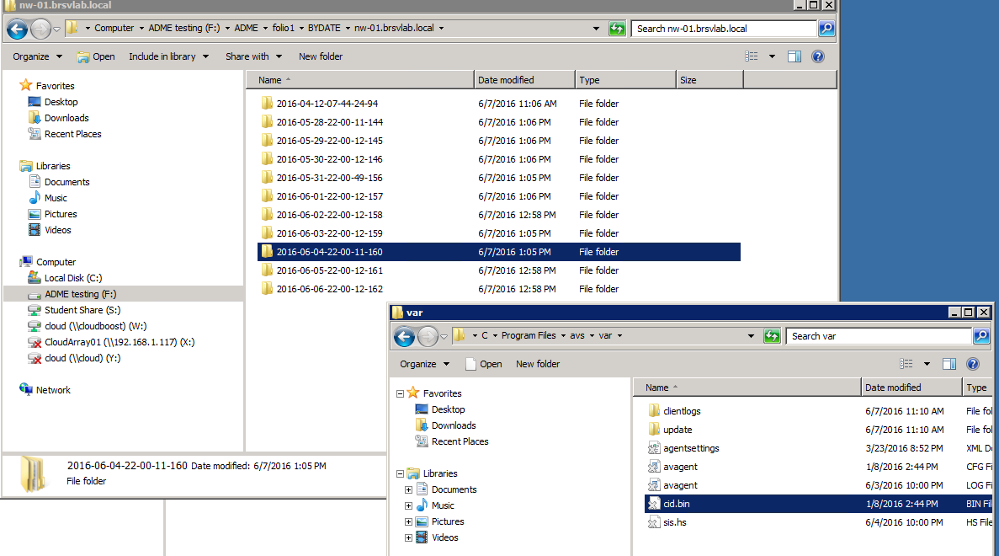 nw-01.brsvlab.local
Computer ADME testing (F:) ADME folio1 BYDATE nw-01.brsvlab.local Search nw-01.brsvlab.local
Organize Open Include in library Share with New folder
Name Date modified Type Size
Favorites
Desktop
Downloads
Recent Places
Libraries
Documents
Music
Pictures
Videos
Computer
Local Disk (C:)
ADME testing (F:)
Student Share (S:)
cloud (\\cloudboost) (W:)
CloudArray01 (\\192.168.1.117) (X:)
cloud (\\cloud) (Y:)
Network
2016-04-12-07-44-24-94 6/7/2016 11:06 AM File folder
2016-05-28-22-00-11-144 6/7/2016 1:06 PM File folder
2016-05-29-22-00-12-145 6/7/2016 1:06 PM File folder
2016-05-30-22-00-12-146 6/7/2016 1:06 PM File folder
2016-05-31-22-00-49-156 6/7/2016 1:05 PM File folder
2016-06-01-22-00-12-157 6/7/2016 1:06 PM File folder
2016-06-02-22-00-12-158 6/7/2016 12:58 PM File folder
2016-06-03-22-00-12-159 6/7/2016 1:05 PM File folder
2016-06-04-22-00-11-160 6/7/2016 1:05 PM File folder
2016-06-05-22-00-12-161 6/7/2016 12:58 PM File folder
2016-06-06-22-00-12-162 6/7/2016 12:58 PM File folder
2016-06-04-22-00-11-160 Date modified: 6/7/2016 1:05 PM
File folder
var
C Program Files avs var Search var
Organize Open New folder
Name Date modified Type
Favorites
Desktop
Downloads
Recent Places
Libraries
Documents
Music
Pictures
Videos
clientlogs 6/7/2016 11:10 AM File fol
update 6/7/2016 11:10 AM File fol
agentsettings 3/23/2016 8:52 PM XML D
avagent 1/8/2016 2:44 PM CFG Fi
avagent 6/3/2016 10:00 PM LOG Fi
cid.bin 1/8/2016 2:44 PM BIN Fil
sis.hs 6/4/2016 10:00 PM HS File